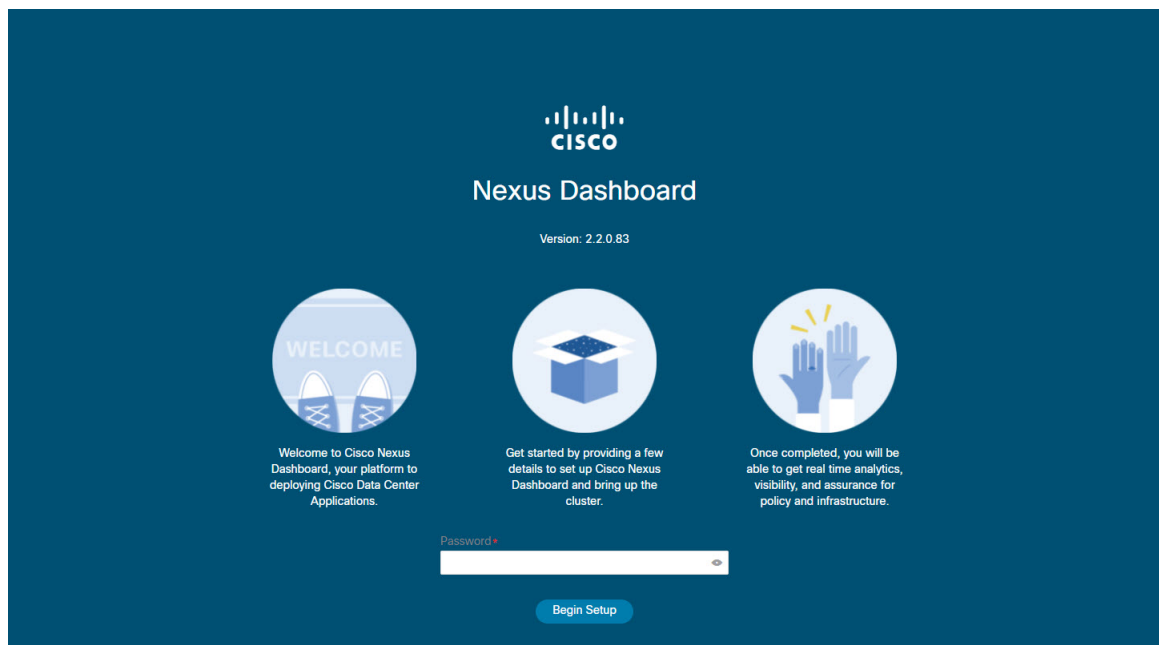 CISCO
Nexus Dashboard
Version: 2.2.0.83
WELCOME
Welcome to Cisco Nexus
Dashboard, your platform to
deploying Cisco Data Center
Applications.
Get started by providing a few
details to set up Cisco Nexus
Dashboard and bring up the
cluster.
Once completed, you will be
able to get real time analytics,
visibility, and assurance for
policy and infrastructure.
Password
Begin Setup